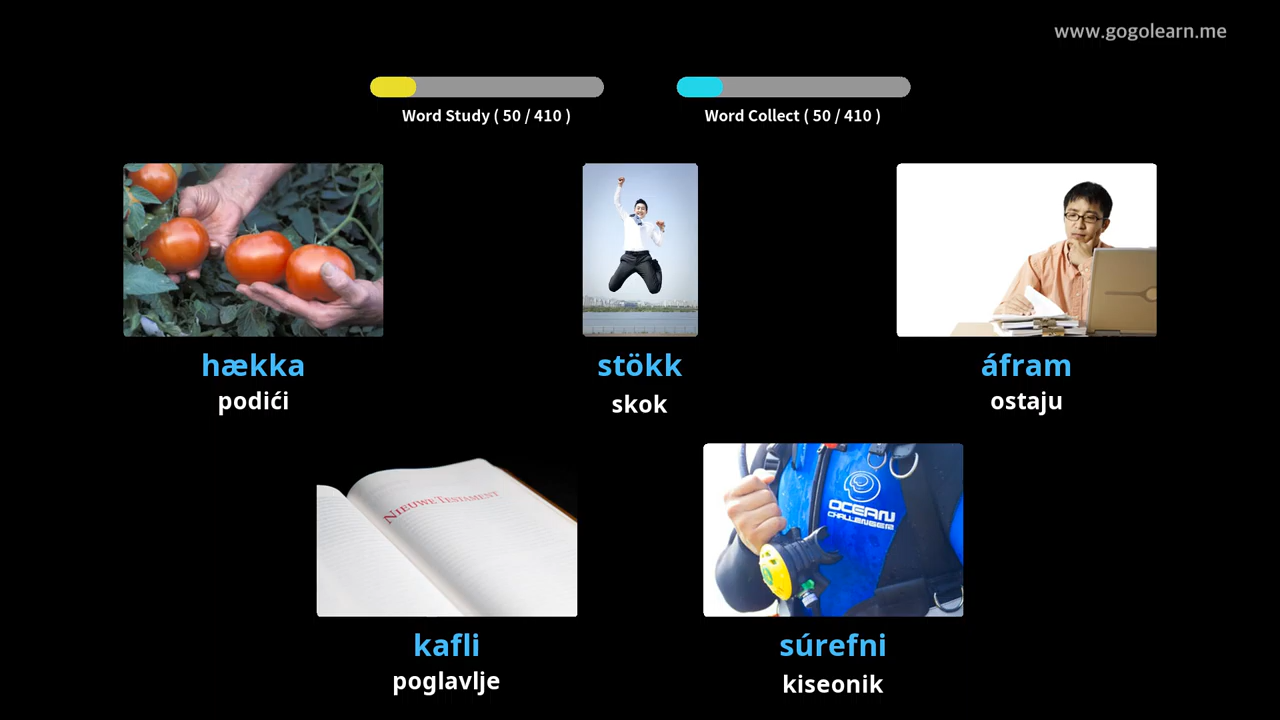 www.gogolearn.me
Word Study ( 50 / 410 )
Word Collect ( 50 / 410 )
hækka
podići
stökk
skok
áfram
ostaju
NIEUWE TESTAMENT
kafli
poglavlje
OCEAN
CHALLENGER
súrefni
kiseonik